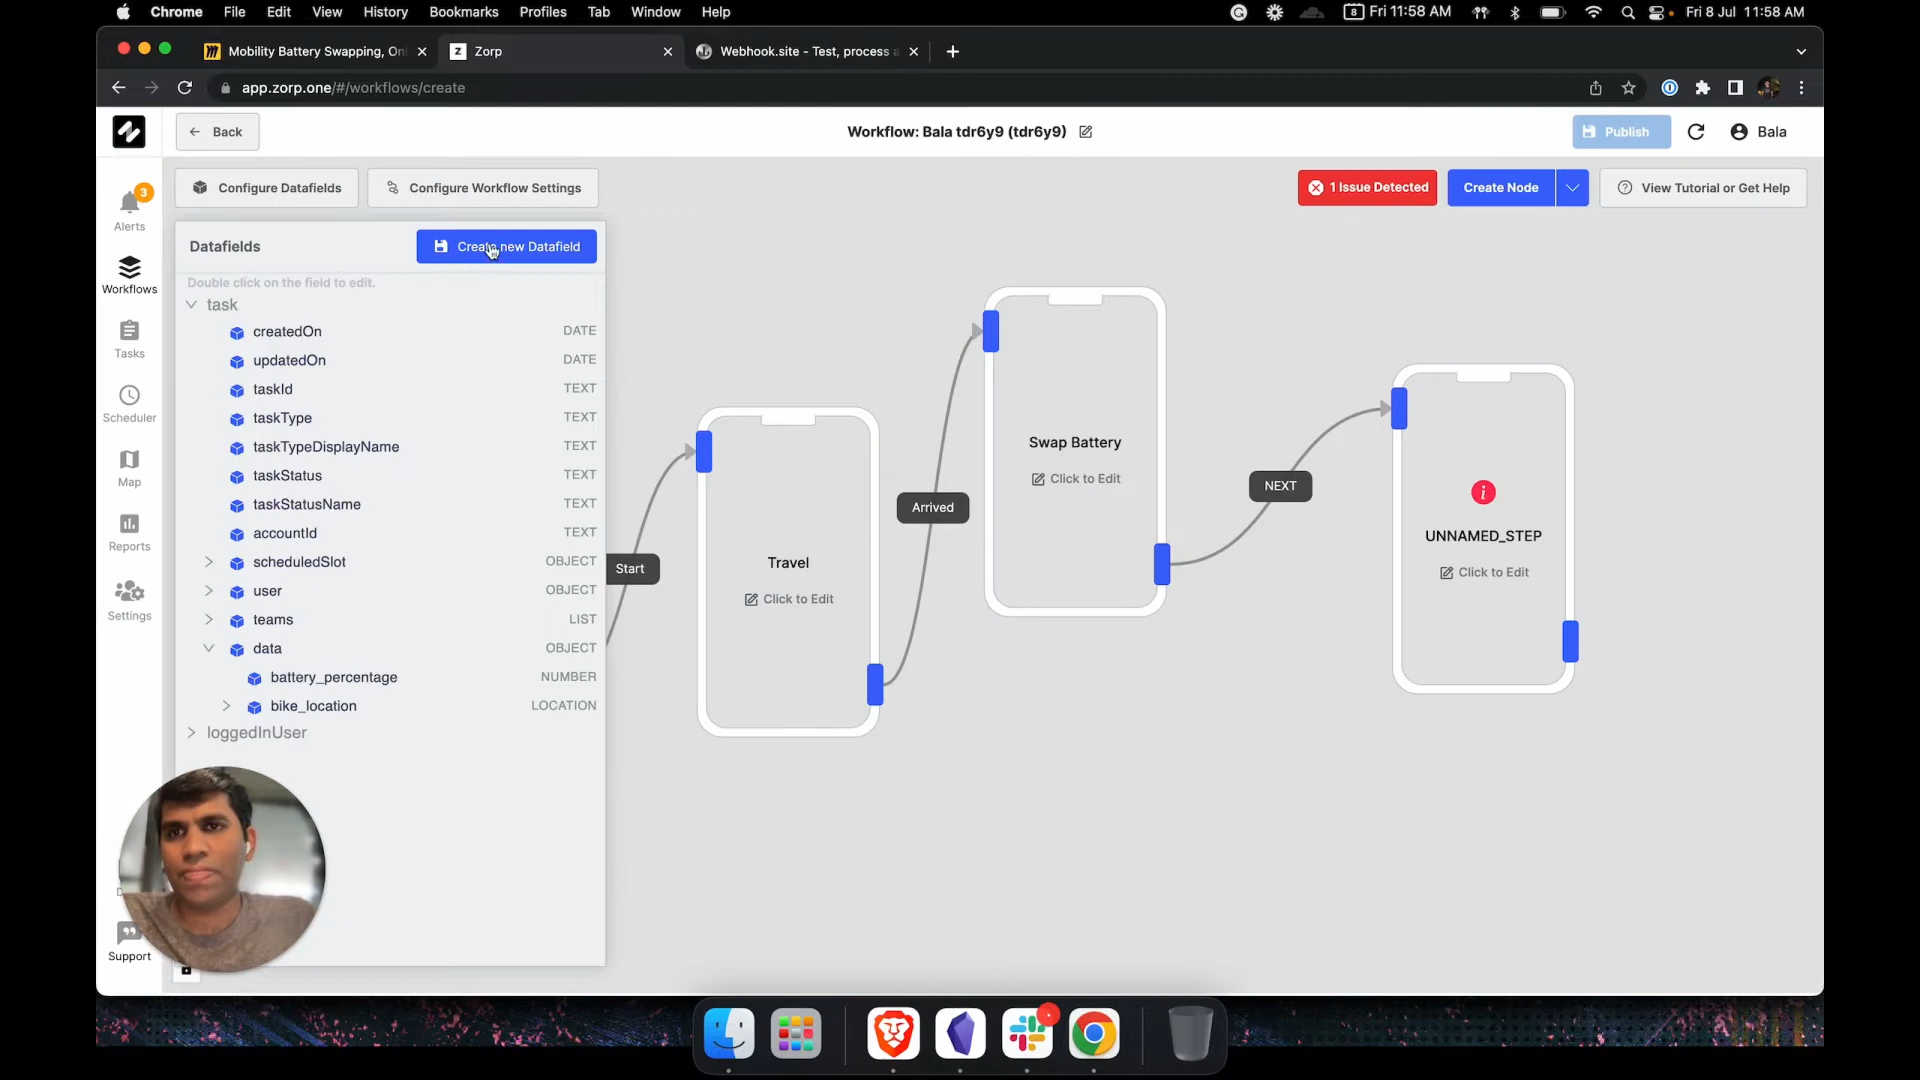 Chrome File Edit View History Bookmarks Profiles Tab Window Help
8 Fri 11:58 AM Fri 8 Jul 11:58 AM
Mobility Battery Swapping, On
Z Zorp
Webhook.site - Test, process a
app.zorp.one/#/workflows/create
Back
Workflow: Bala tdr6y9 (tdr6y9)
Publish
Bala
3
Alerts
Workflows
Tasks
Scheduler
Map
Reports
Settings
Support
Configure Datafields
Configure Workflow Settings
1 Issue Detected
Create Node
View Tutorial or Get Help
Datafields
Create new Datafield
Double click on the field to edit.
task
createdOn DATE
updatedOn DATE
taskId TEXT
taskType TEXT
taskTypeDisplayName TEXT
taskStatus TEXT
taskStatusName TEXT
accountId TEXT
scheduledSlot OBJECT
user OBJECT
teams LIST
data OBJECT
battery_percentage NUMBER
bike_location LOCATION
loggedInUser
Start
Travel
Click to Edit
Arrived
Swap Battery
Click to Edit
NEXT
i
UNNAMED_STEP
Click to Edit